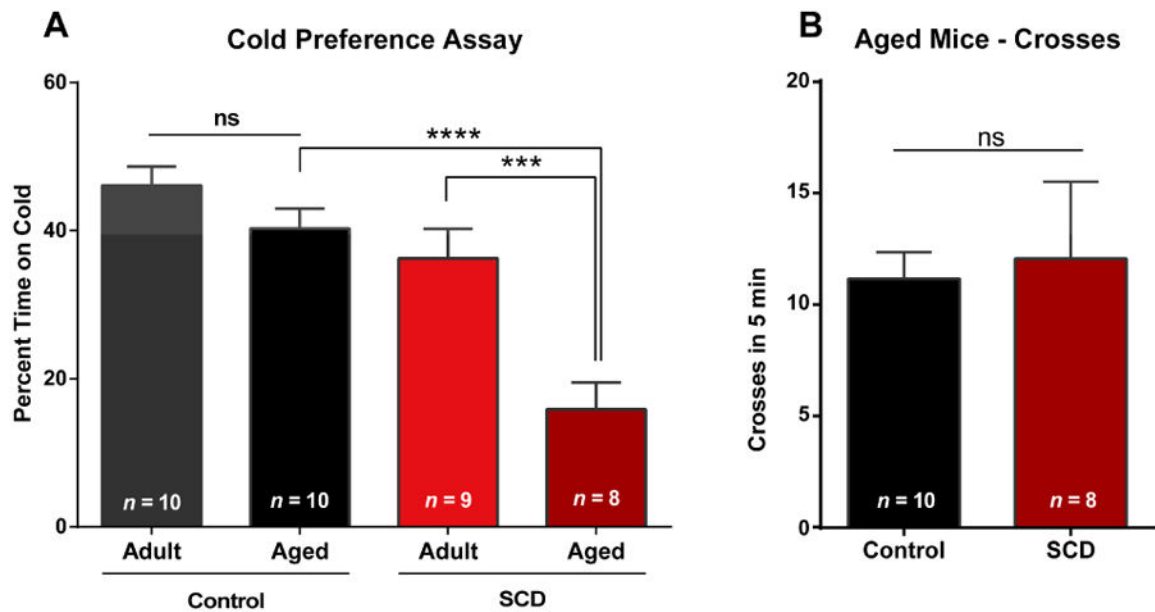 A
Cold Preference Assay
Percent Time on Cold
60
40
20
0
ns
****
***
n = 10
n = 10
n = 9
n = 8
Adult
Aged
Adult
Aged
Control
SCD
B
Aged Mice - Crosses
Crosses in 5 min
20
15
10
5
0
ns
n = 10
n = 8
Control
SCD